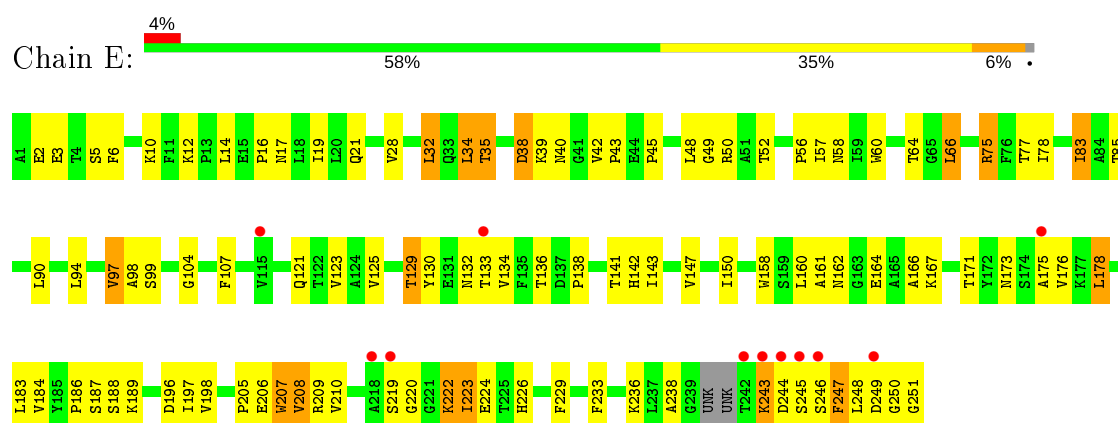 4%
Chain E:
58% 35% 6% •
A1 E2 E3 T4 S5 F6 K10 F11 K12 P13 L14 E15 P16 N17 L18 I19 L20 Q21 V28 L32 Q33 L34 T35 D38 K39 N40 G41 V42 P43 E44 P45 L48 G49 R50 A51 T52 P56 I57 N58 I59 W60 T64 G65 L66 R75 F76 T77 I78 I83 A84 T85
L90 L94 V97 A98 S99 G104 F107 V115 Q121 T122 V123 A124 V125 T129 Y130 E131 N132 T133 V134 F135 T136 D137 P138 T141 H142 I143 V147 I150 W158 S159 L160 A161 N162 G163 E164 A165 A166 K167 T171 Y172 N173 S174 A175 V176 K177 L178
L183 V184 Y185 P186 S187 S188 K189 D196 I197 V198 P205 E206 W207 V208 R209 V210 A218 S219 G220 G221 K222 I223 E224 T225 H226 F229 F233 K236 L237 A238 G239 UNK UNK T242 K243 D244 S245 S246 F247 L248 D249 G250 G251